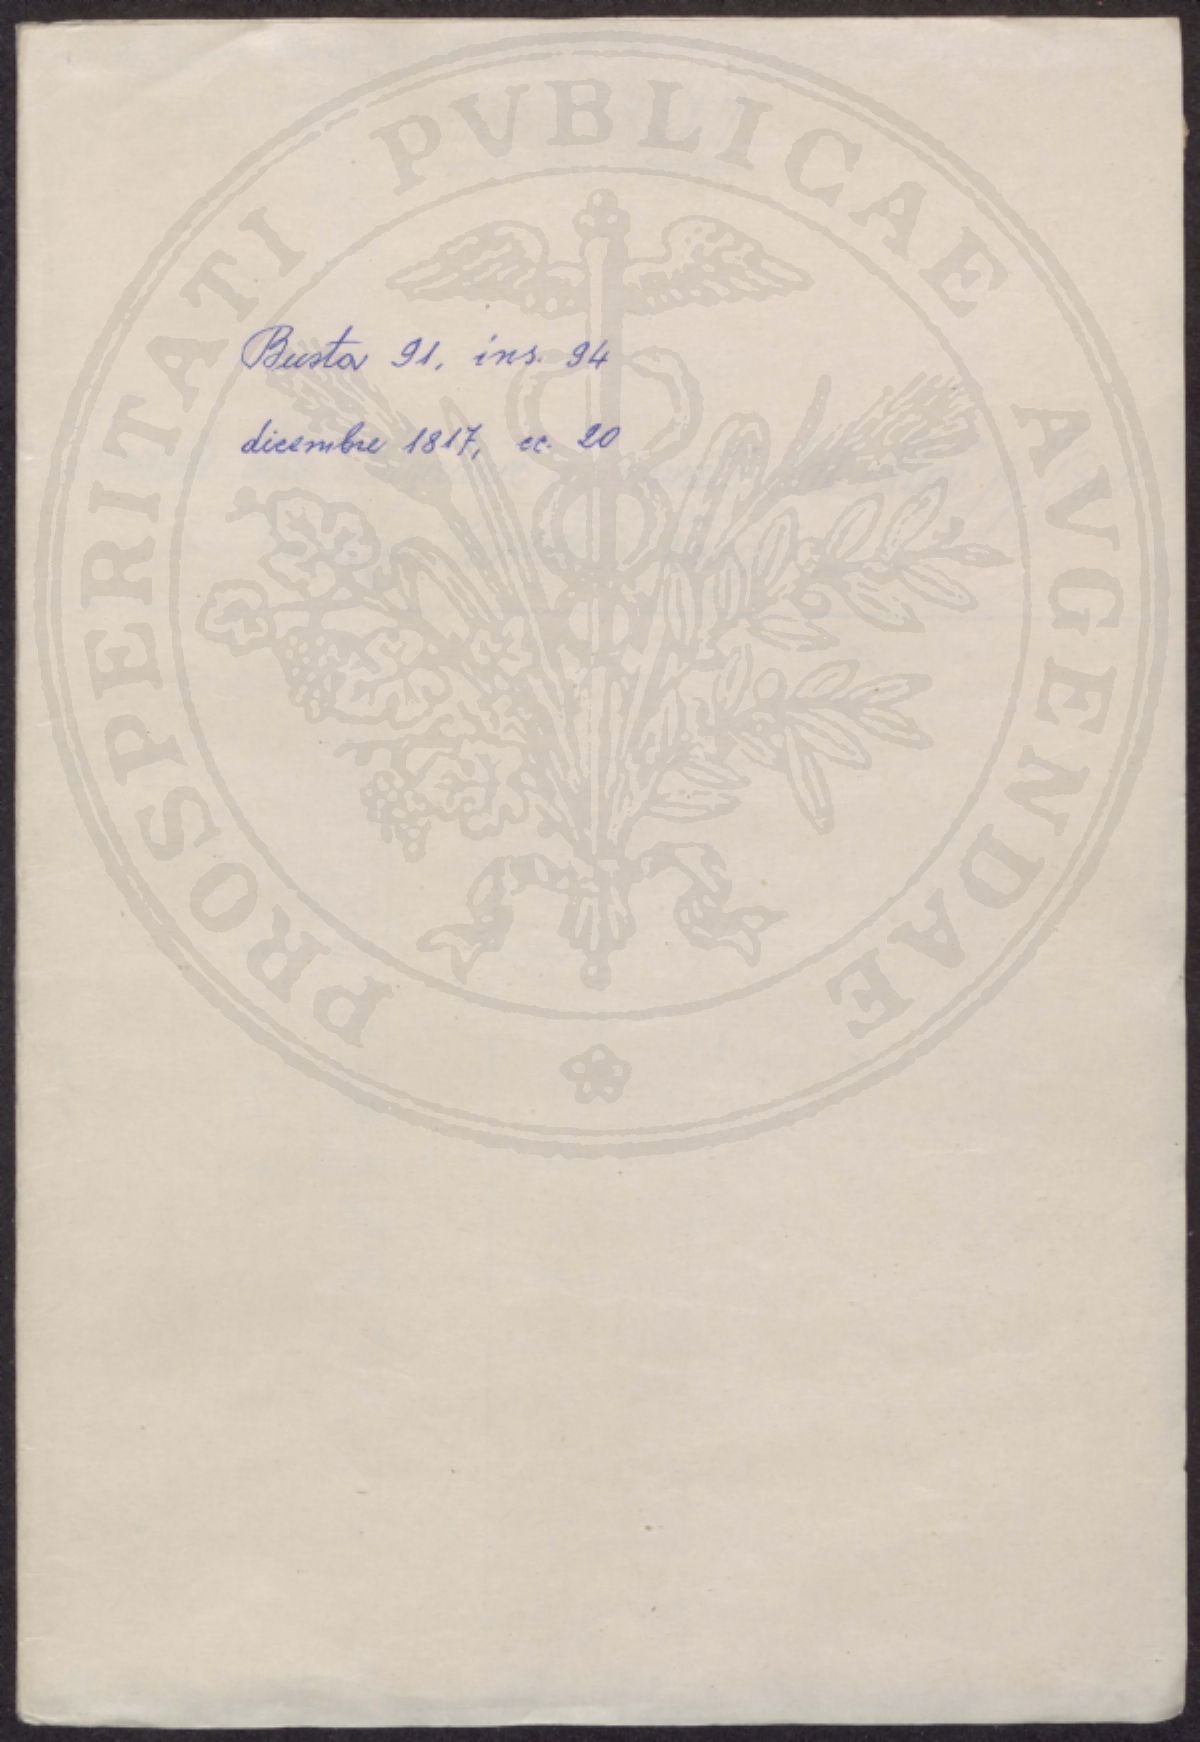 PROSPERITATI PVBLICAE AVGENDAE
Busta 91, ins. 94
dicembre 1817, cc. 20